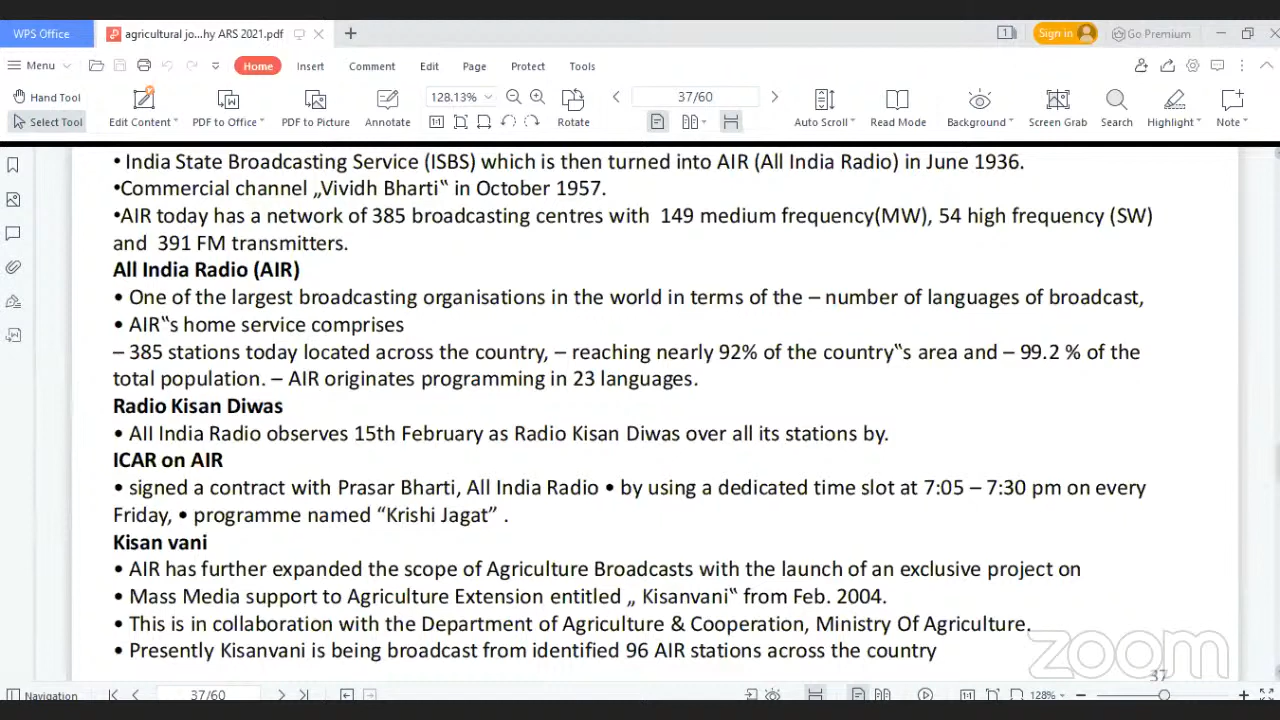 WPS Office agricultural jo...hy ARS 2021.pdf 1 Sign in Go Premium
Menu Home Insert Comment Edit Page Protect Tools
Hand Tool 128.13% 37/60
Select Tool Edit Content PDF to Office PDF to Picture Annotate Rotate Auto Scroll Read Mode Background Screen Grab Search Highlight Note
• India State Broadcasting Service (ISBS) which is then turned into AIR (All India Radio) in June 1936.
•Commercial channel „Vividh Bharti‟ in October 1957.
•AIR today has a network of 385 broadcasting centres with 149 medium frequency(MW), 54 high frequency (SW)
and 391 FM transmitters.
All India Radio (AIR)
• One of the largest broadcasting organisations in the world in terms of the – number of languages of broadcast,
• AIR‟s home service comprises
– 385 stations today located across the country, – reaching nearly 92% of the country‟s area and – 99.2 % of the
total population. – AIR originates programming in 23 languages.
Radio Kisan Diwas
• All India Radio observes 15th February as Radio Kisan Diwas over all its stations by.
ICAR on AIR
• signed a contract with Prasar Bharti, All India Radio • by using a dedicated time slot at 7:05 – 7:30 pm on every
Friday, • programme named “Krishi Jagat” .
Kisan vani
• AIR has further expanded the scope of Agriculture Broadcasts with the launch of an exclusive project on
• Mass Media support to Agriculture Extension entitled „ Kisanvani‟ from Feb. 2004.
• This is in collaboration with the Department of Agriculture & Cooperation, Ministry Of Agriculture.
• Presently Kisanvani is being broadcast from identified 96 AIR stations across the country
zoom
37
Navigation 37/60 128%